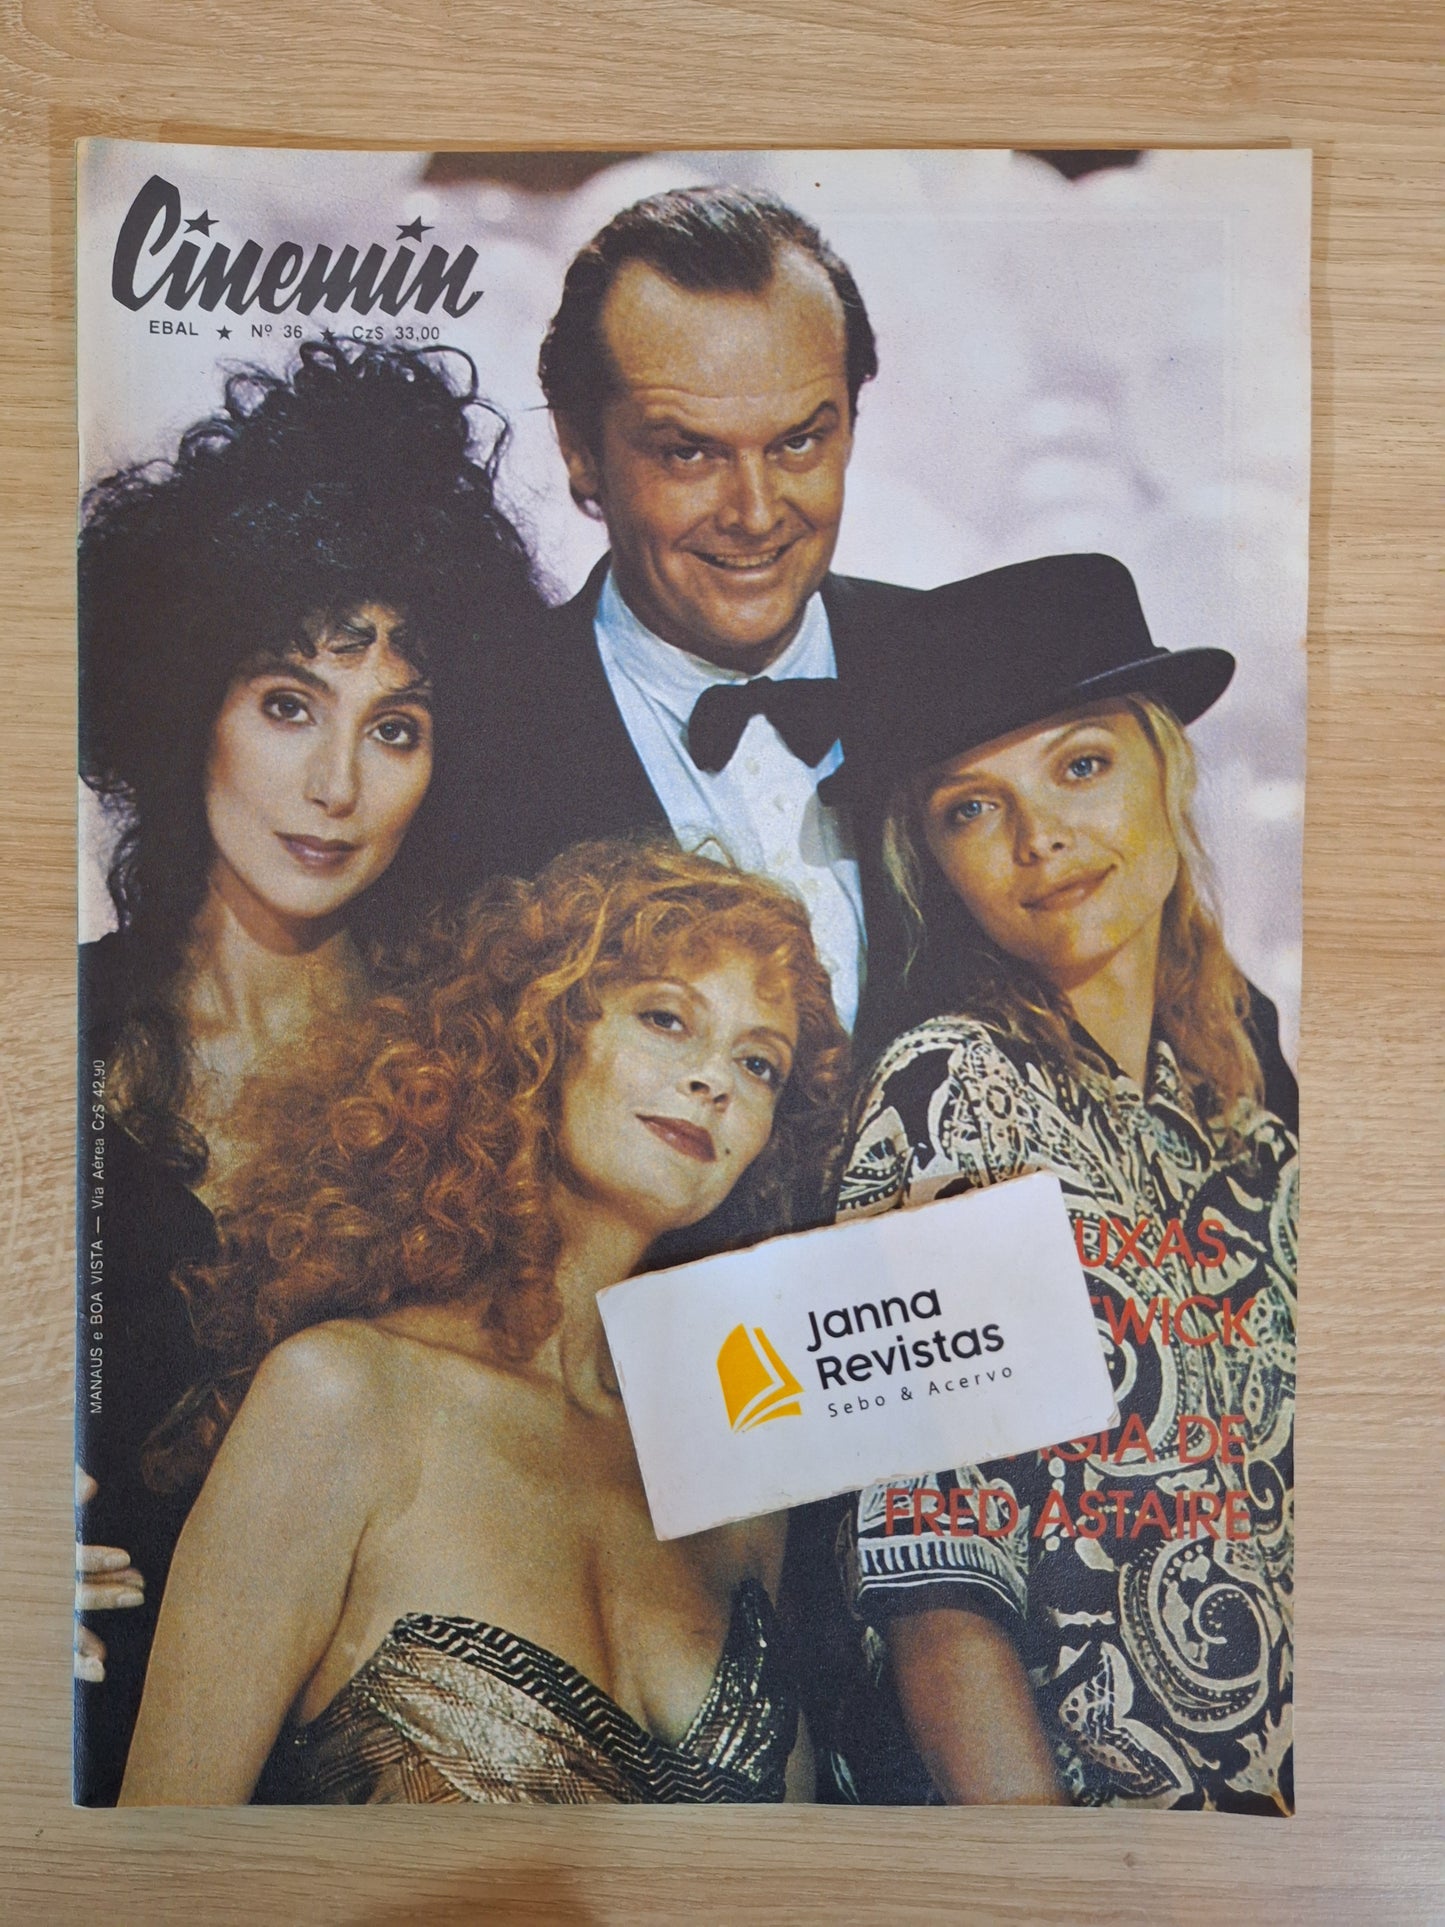 Cinemin
EBAL ★ Nº 36 ★ Cz$ 33,00
MANAUS e BOA VISTA — Via Aérea Cz$ 42,90
UXAS
WICK
GIA DE
FRED ASTAIRE
Janna
Revistas
Sebo & Acervo